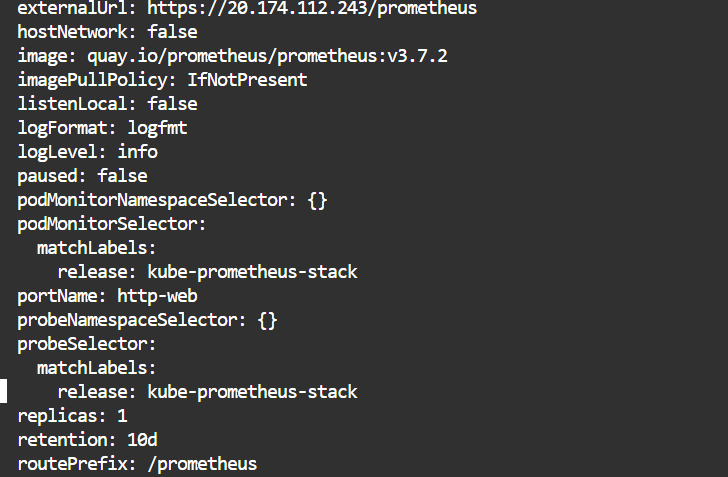 externalUrl: https://20.174.112.243/prometheus
hostNetwork: false
image: quay.io/prometheus/prometheus:v3.7.2
imagePullPolicy: IfNotPresent
listenLocal: false
logFormat: logfmt
logLevel: info
paused: false
podMonitorNamespaceSelector: {}
podMonitorSelector:
  matchLabels:
    release: kube-prometheus-stack
portName: http-web
probeNamespaceSelector: {}
probeSelector:
  matchLabels:
    release: kube-prometheus-stack
replicas: 1
retention: 10d
routePrefix: /prometheus